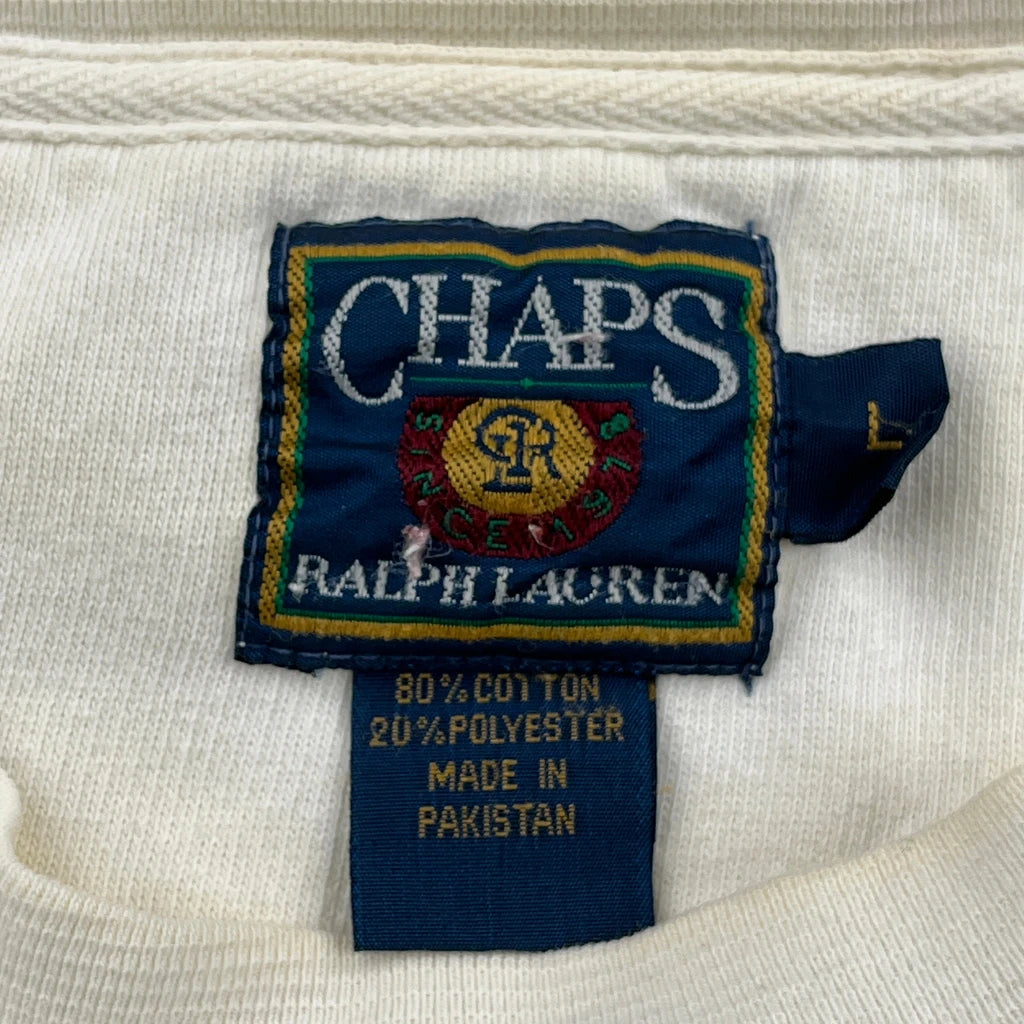 CHAPS
SINCE 1978
RALPH LAUREN
L
80% COTTON
20% POLYESTER
MADE IN
PAKISTAN